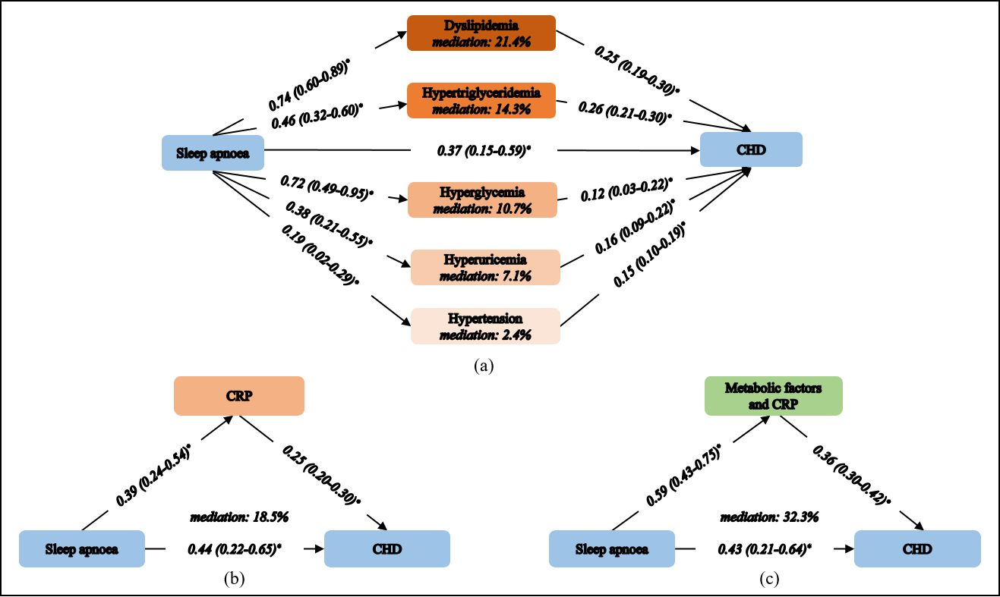 Dyslipidemia
mediation: 21.4%
0.74 (0.60-0.89)*
0.25 (0.19-0.30)*
Hypertriglyceridemia
mediation: 14.3%
0.46 (0.32-0.60)*
0.26 (0.21-0.30)*
Sleep apnoea
0.37 (0.15-0.59)*
CHD
0.72 (0.49-0.95)*
Hyperglycemia
mediation: 10.7%
0.12 (0.03-0.22)*
0.38 (0.21-0.55)*
Hyperuricemia
mediation: 7.1%
0.16 (0.09-0.22)*
0.19 (0.02-0.29)*
Hypertension
mediation: 2.4%
0.15 (0.10-0.19)*
(a)
CRP
0.39 (0.24-0.54)*
0.25 (0.20-0.30)*
mediation: 18.5%
Sleep apnoea
0.44 (0.22-0.65)*
CHD
(b)
Metabolic factors
and CRP
0.59 (0.43-0.75)*
0.36 (0.30-0.42)*
mediation: 32.3%
Sleep apnoea
0.43 (0.21-0.64)*
CHD
(c)